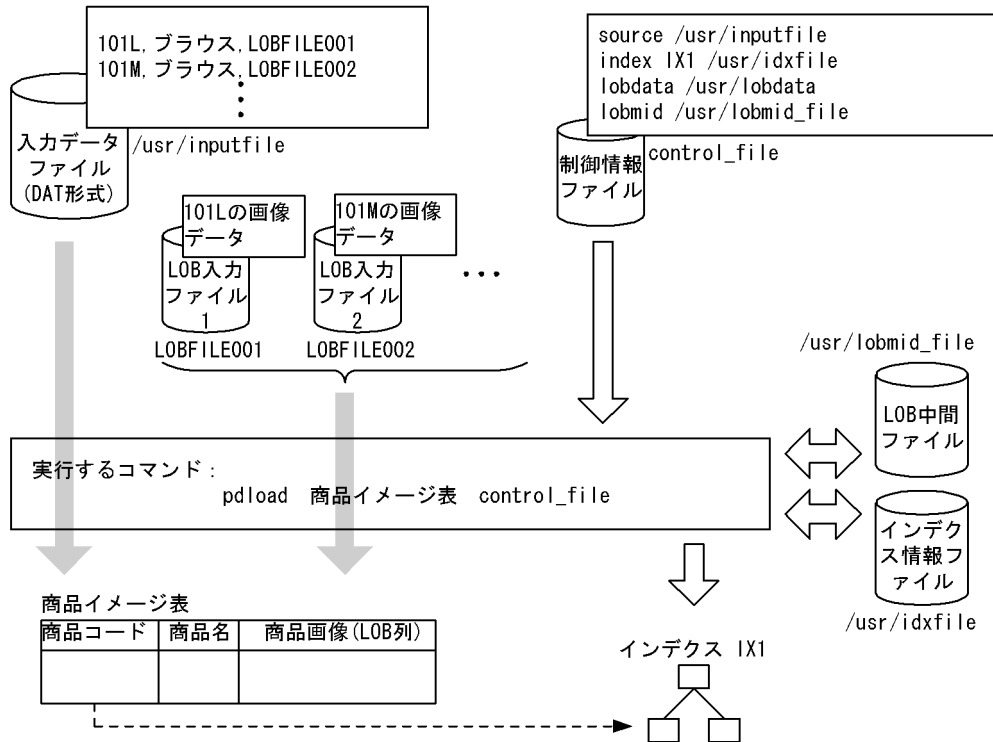 101L,ブラウス,LOBFILE001
101M,ブラウス,LOBFILE002
入力データ
ファイル
(DAT形式)
/usr/inputfile
source /usr/inputfile
index IX1 /usr/idxfile
lobdata /usr/lobdata
lobmid /usr/lobmid_file
制御情報
ファイル
control_file
101Lの画像
データ
LOB入力
ファイル
1
LOBFILE001
101Mの画像
データ
LOB入力
ファイル
2
LOBFILE002
...
/usr/lobmid_file
LOB中間
ファイル
実行するコマンド:
pdload 商品イメージ表 control_file
インデク
ス情報フ
ァイル
/usr/idxfile
商品イメージ表
商品コード 商品名 商品画像(LOB列)
インデクス IX1